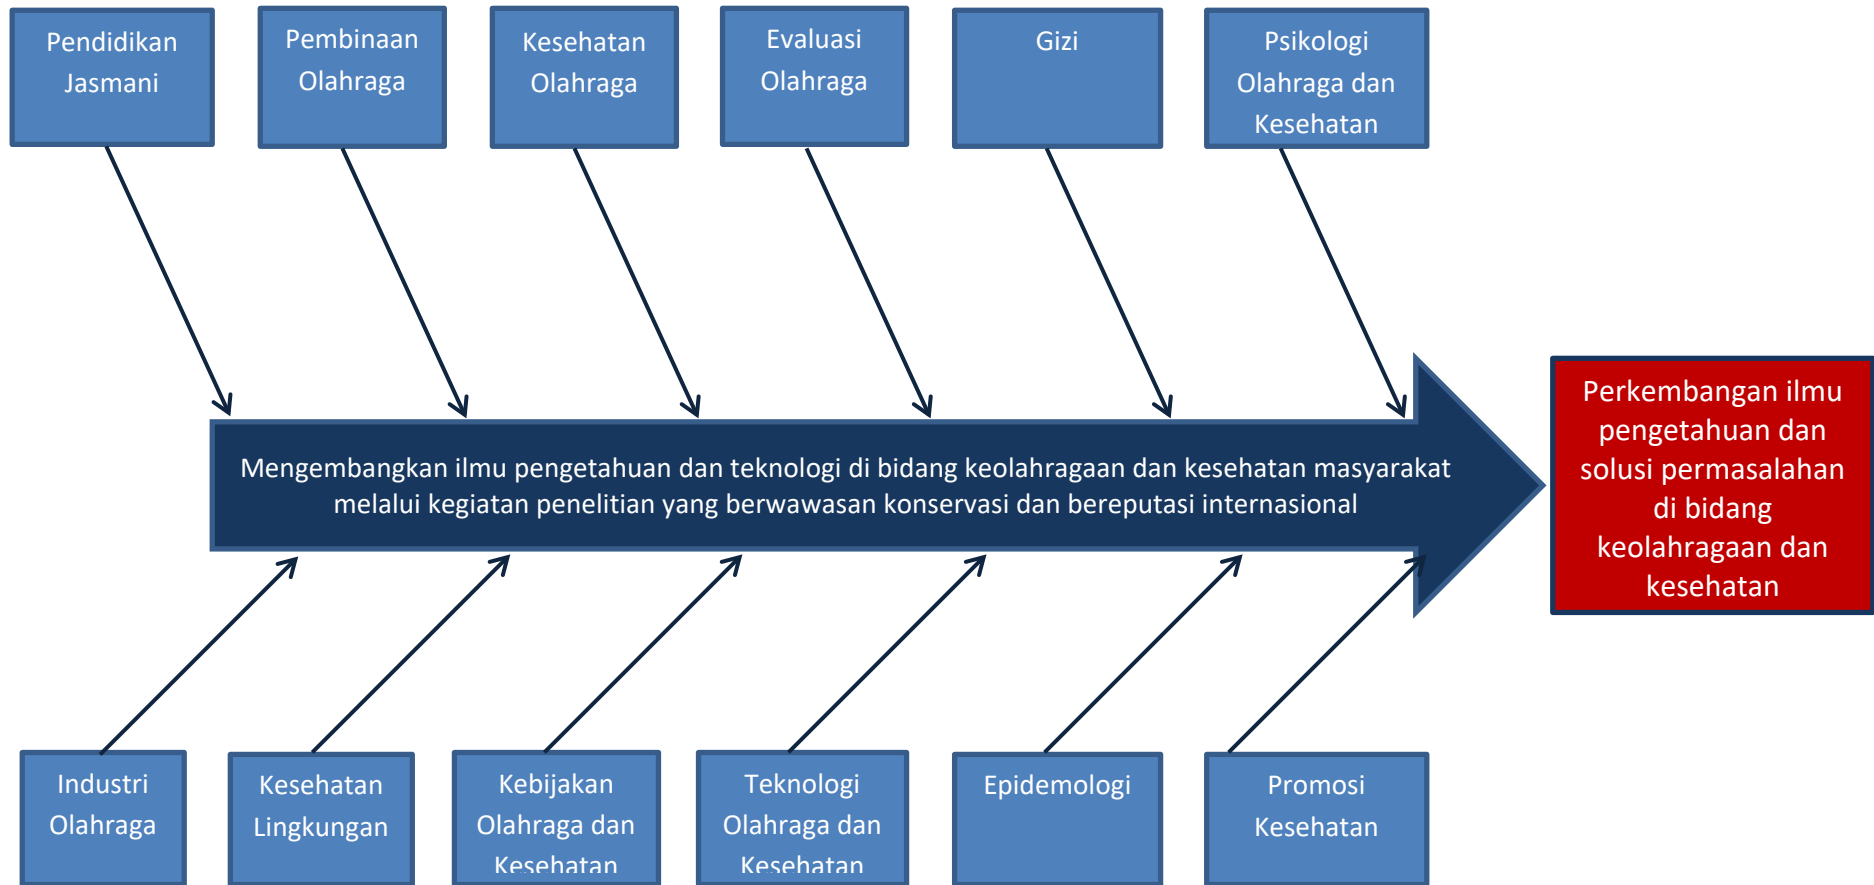 Pendidikan
Jasmani
Pembinaan
Olahraga
Kesehatan
Olahraga
Evaluasi
Olahraga
Gizi
Psikologi
Olahraga dan
Kesehatan
Mengembangkan ilmu pengetahuan dan teknologi di bidang keolahragaan dan kesehatan masyarakat
melalui kegiatan penelitian yang berwawasan konservasi dan bereputasi internasional
Perkembangan ilmu
pengetahuan dan
solusi permasalahan
di bidang
keolahragaan dan
kesehatan
Industri
Olahraga
Kesehatan
Lingkungan
Kebijakan
Olahraga dan
Kesehatan
Teknologi
Olahraga dan
Kesehatan
Epidemologi
Promosi
Kesehatan